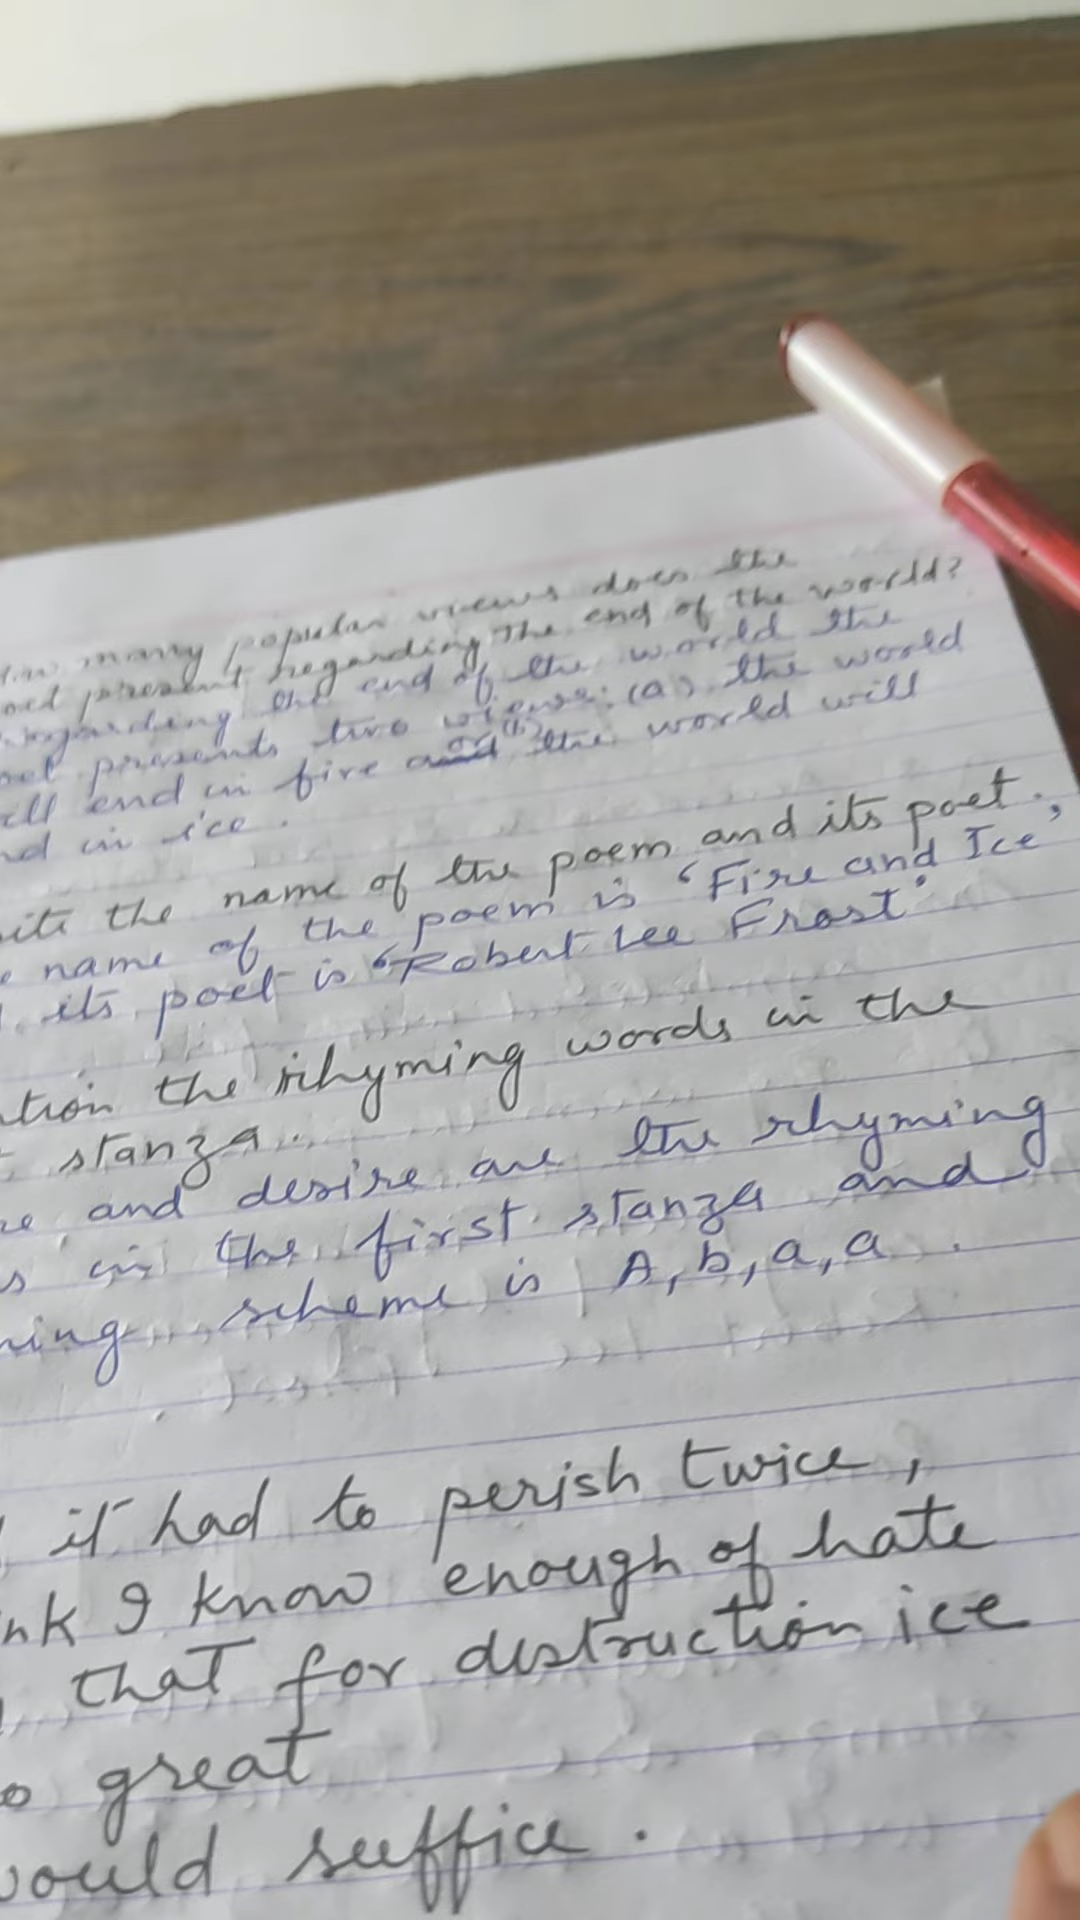 many popular views does the
present regarding the end of the world?
regarding the end of the world the
presents two views: (a) the world
end in fire or (b) the world will
in ice.
the name of the poem and its poet.
name of the poem is 'Fire and Ice'
its poet is 'Robert Lee Frost'
the rhyming words in the
stanza.
and desire are the rhyming
in the first stanza and
scheme is A, b, a, a.
it had to perish twice,
I know enough of hate
that for destruction ice
great
would suffice.